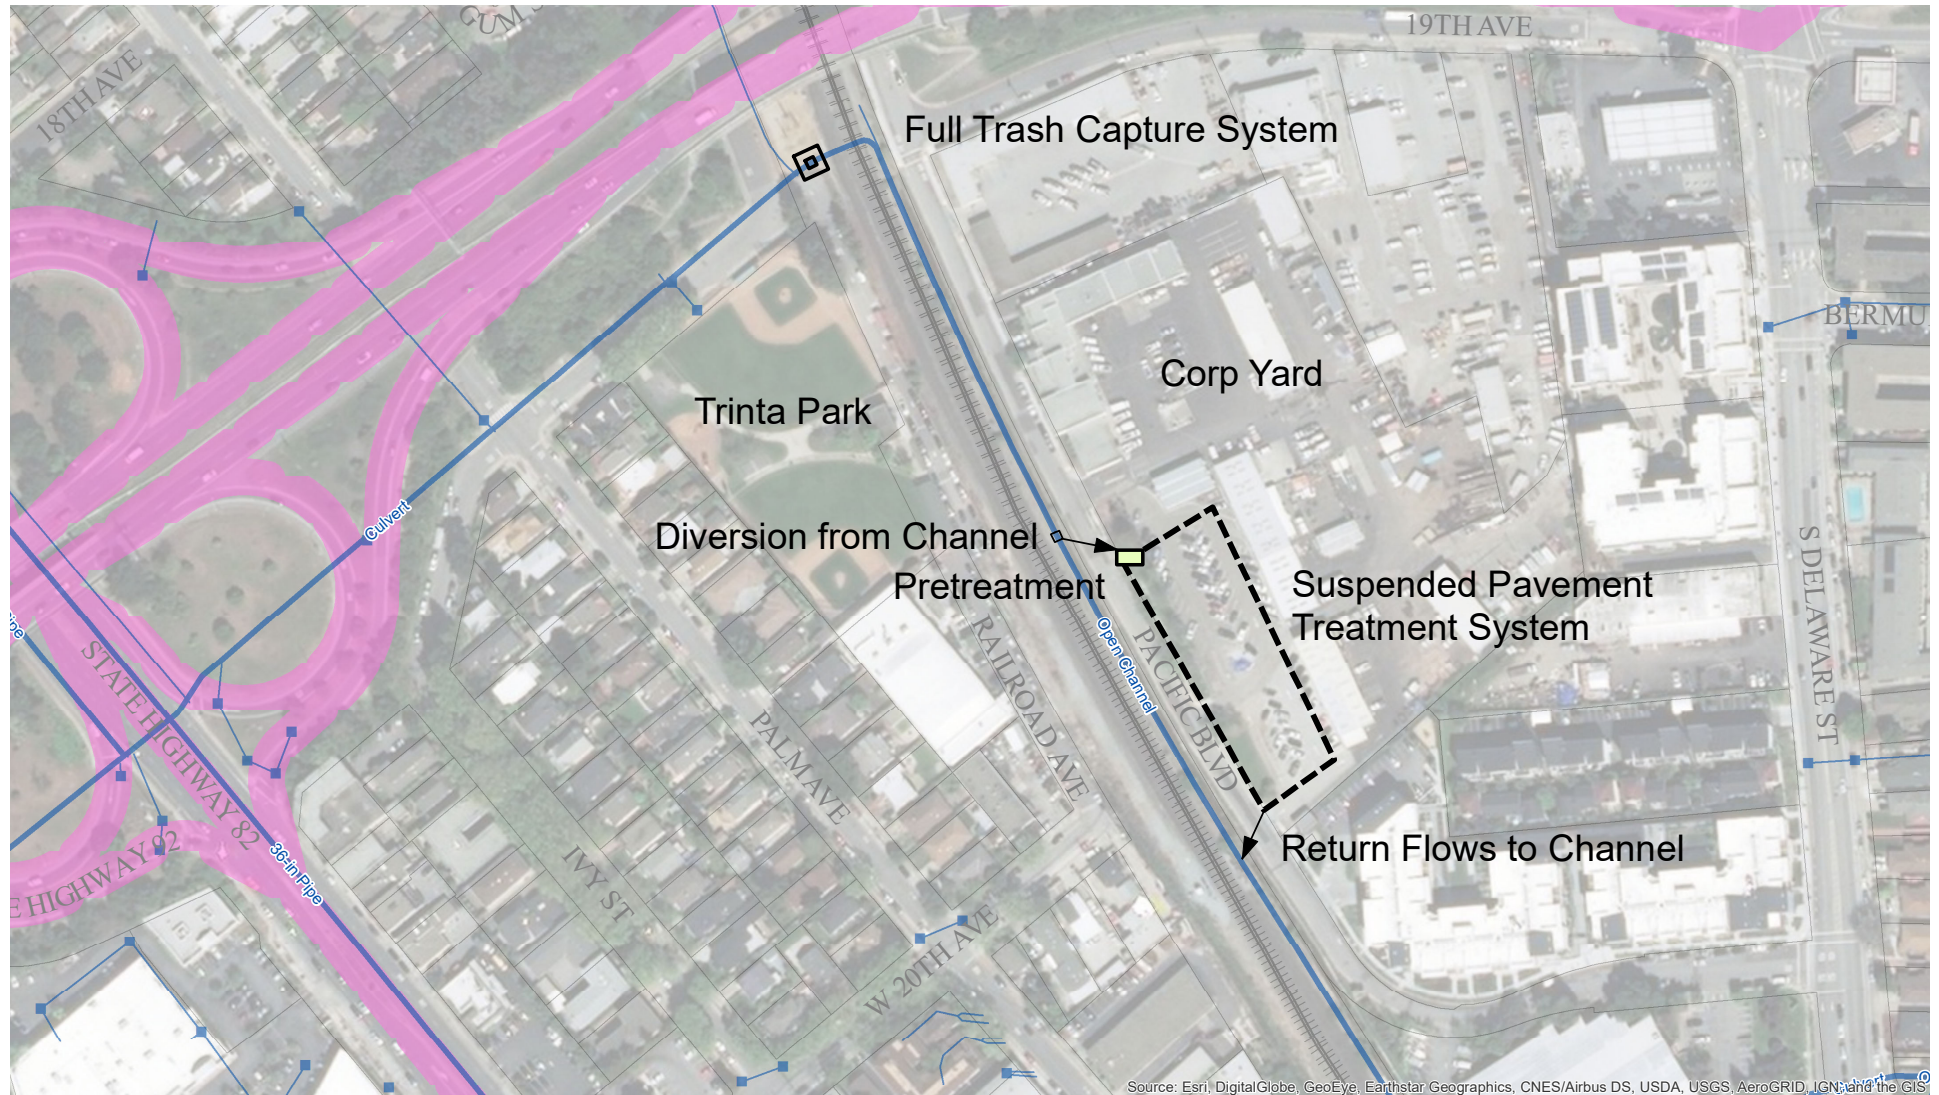 GUM
19TH AVE
18TH AVE
Full Trash Capture System
BERMU
Corp Yard
Trinta Park
Culvert
Diversion from Channel
Pretreatment
Suspended Pavement
Treatment System
S DELAWARE ST
Open Channel
PACIFIC BLVD
RAILROAD AVE
ipe
STATE HIGHWAY 82
PALM AVE
E HIGHWAY 92
36-in Pipe
Return Flows to Channel
IVY ST
W 20TH AVE
Source: Esri, DigitalGlobe, GeoEye, Earthstar Geographics, CNES/Airbus DS, USDA, USGS, AeroGRID, IGN, and the GIS